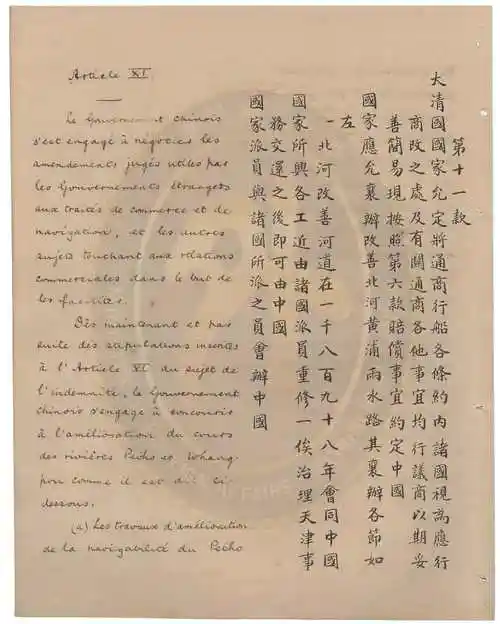 Article XI.
Le Gouvernement chinois
s'est engagé à négocier les
amendements jugés utiles par
les Gouvernements étrangers
aux traités de commerce et de
navigation, et les autres
sujets touchant aux relations
commerciales dans le but de
les faciliter.
Dès maintenant et par
suite des stipulations inscrites
à l'Article VI au sujet de
l'indemnité, le Gouvernement
chinois s'engage à concourir
à l'amélioration du cours
des rivières Peiho et Whang-
pou comme il est dit ci-
dessous.
(a) Les travaux d'amélioration
de la navigabilité du Peiho
第十一款
大清國國家允定將通商行船各條約內諸國視為應行
商改之處及有關通商各他事宜均行議商以期妥
善簡易現按照第六款賠償事宜約定中國
國家應允襄辦改善北河黃浦兩水路其襄辦各節如
左
一北河改善河道在一千八百九十八年會同中國
國家所興各工近由諸國派員重修一俟治理天津事
務交還之後即可由中國
國家派員與諸國所派之員會辦中國